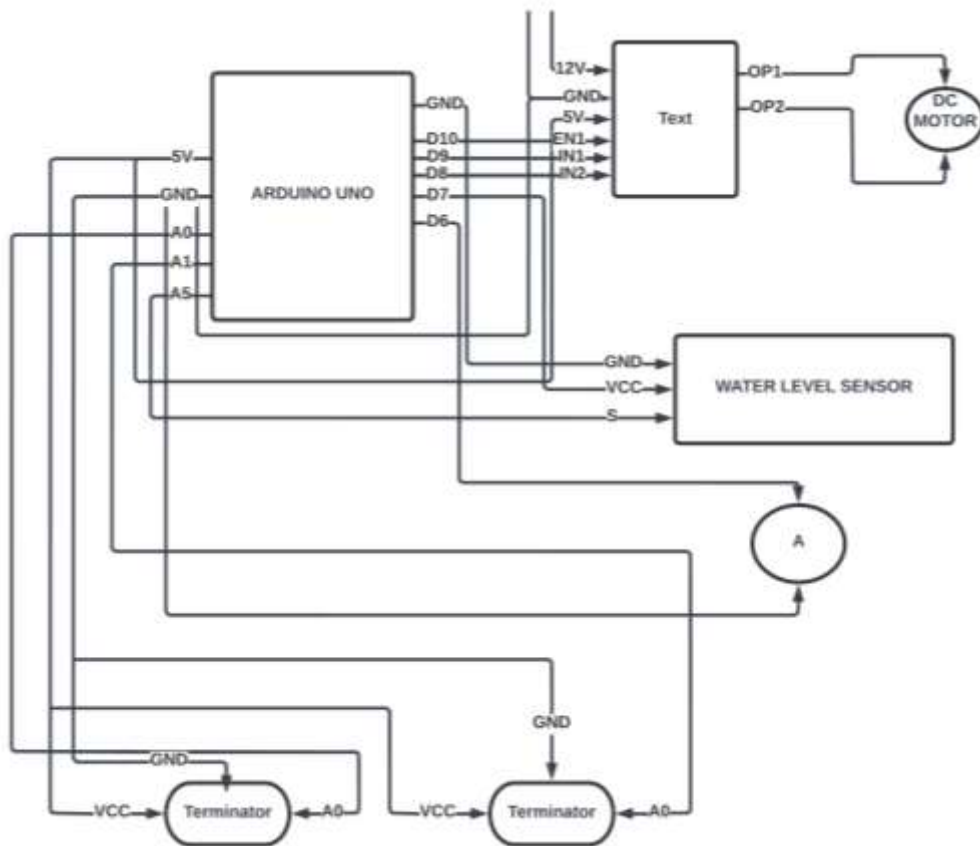 12V
GND
5V
EN1
IN1
IN2
Text
OP1
OP2
DC
MOTOR
GND
D10
D9
D8
D7
D6
5V
GND
A0
A1
A5
ARDUINO UNO
GND
VCC
S
WATER LEVEL SENSOR
A
GND
GND
VCC
Terminator
A0
VCC
Terminator
A0